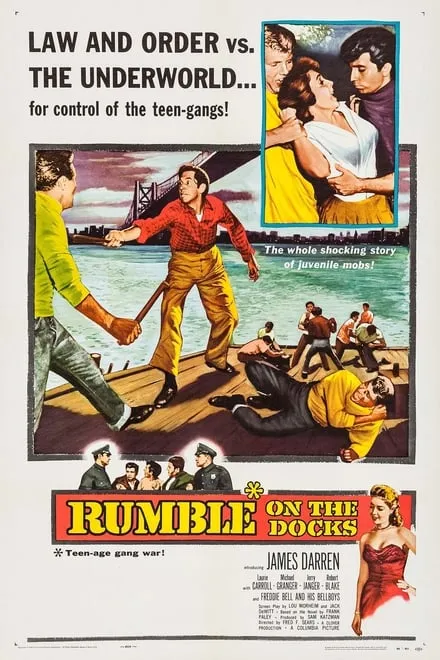 LAW AND ORDER vs.
THE UNDERWORLD...
for control of the teen-gangs!
The whole shocking story
of juvenile mobs!
RUMBLE* ON THE
DOCKS
* Teen-age gang war!
introducing JAMES DARREN
with Laurie CARROLL · Michael GRANGER · Jerry JANGER · Robert BLAKE
and FREDDIE BELL AND HIS BELLBOYS
Screen Play by LOU MORHEIM and JACK
DeWITT · Based on the Novel by FRANK
PALEY · Produced by SAM KATZMAN
Directed by FRED F. SEARS · A CLOVER
PRODUCTION · A COLUMBIA PICTURE